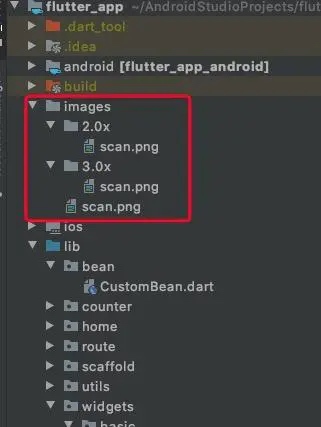 flutter_app ~/AndroidStudioProjects/flut
.dart_tool
.idea
android [flutter_app_android]
build
images
2.0x
scan.png
3.0x
scan.png
scan.png
ios
lib
bean
CustomBean.dart
counter
home
route
scaffold
utils
widgets
basic